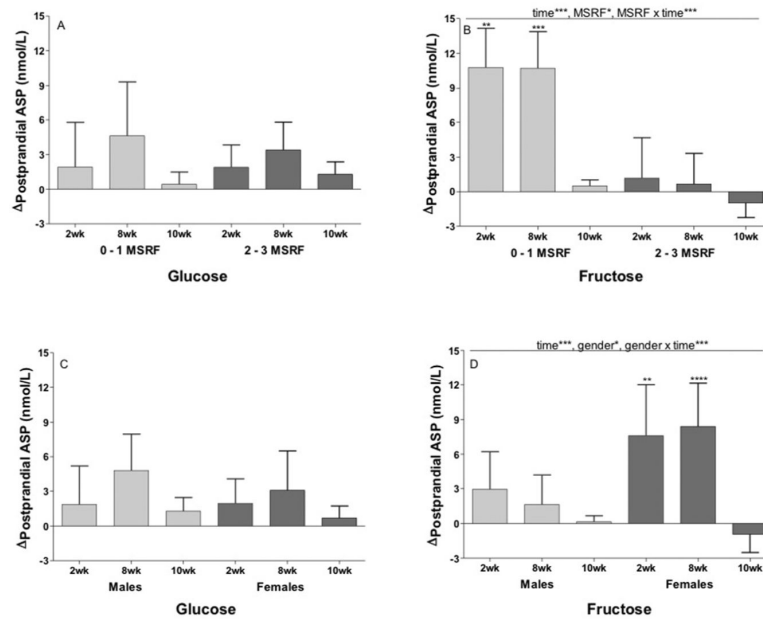 A
ΔPostprandial ASP (nmol/L)
15
12
9
6
3
0
-3
2wk 8wk 10wk 2wk 8wk 10wk
0 - 1 MSRF 2 - 3 MSRF
Glucose
time***, MSRF*, MSRF x time***
B
** ***
ΔPostprandial ASP (nmol/L)
15
12
9
6
3
0
-3
2wk 8wk 10wk 2wk 8wk 10wk
0 - 1 MSRF 2 - 3 MSRF
Fructose
C
ΔPostprandial ASP (nmol/L)
15
12
9
6
3
0
-3
2wk 8wk 10wk 2wk 8wk 10wk
Males Females
Glucose
time***, gender*, gender x time***
D
** ****
ΔPostprandial ASP (nmol/L)
15
12
9
6
3
0
-3
2wk 8wk 10wk 2wk 8wk 10wk
Males Females
Fructose